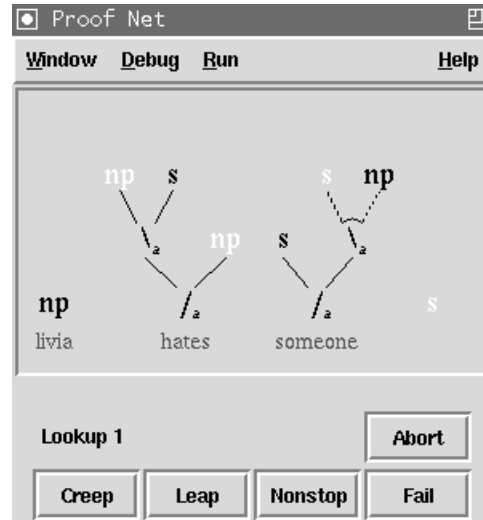 Proof Net
Window Debug Run Help
np s s np
\a np s \a
np /a /a s
livia hates someone
Lookup 1 Abort
Creep Leap Nonstop Fail